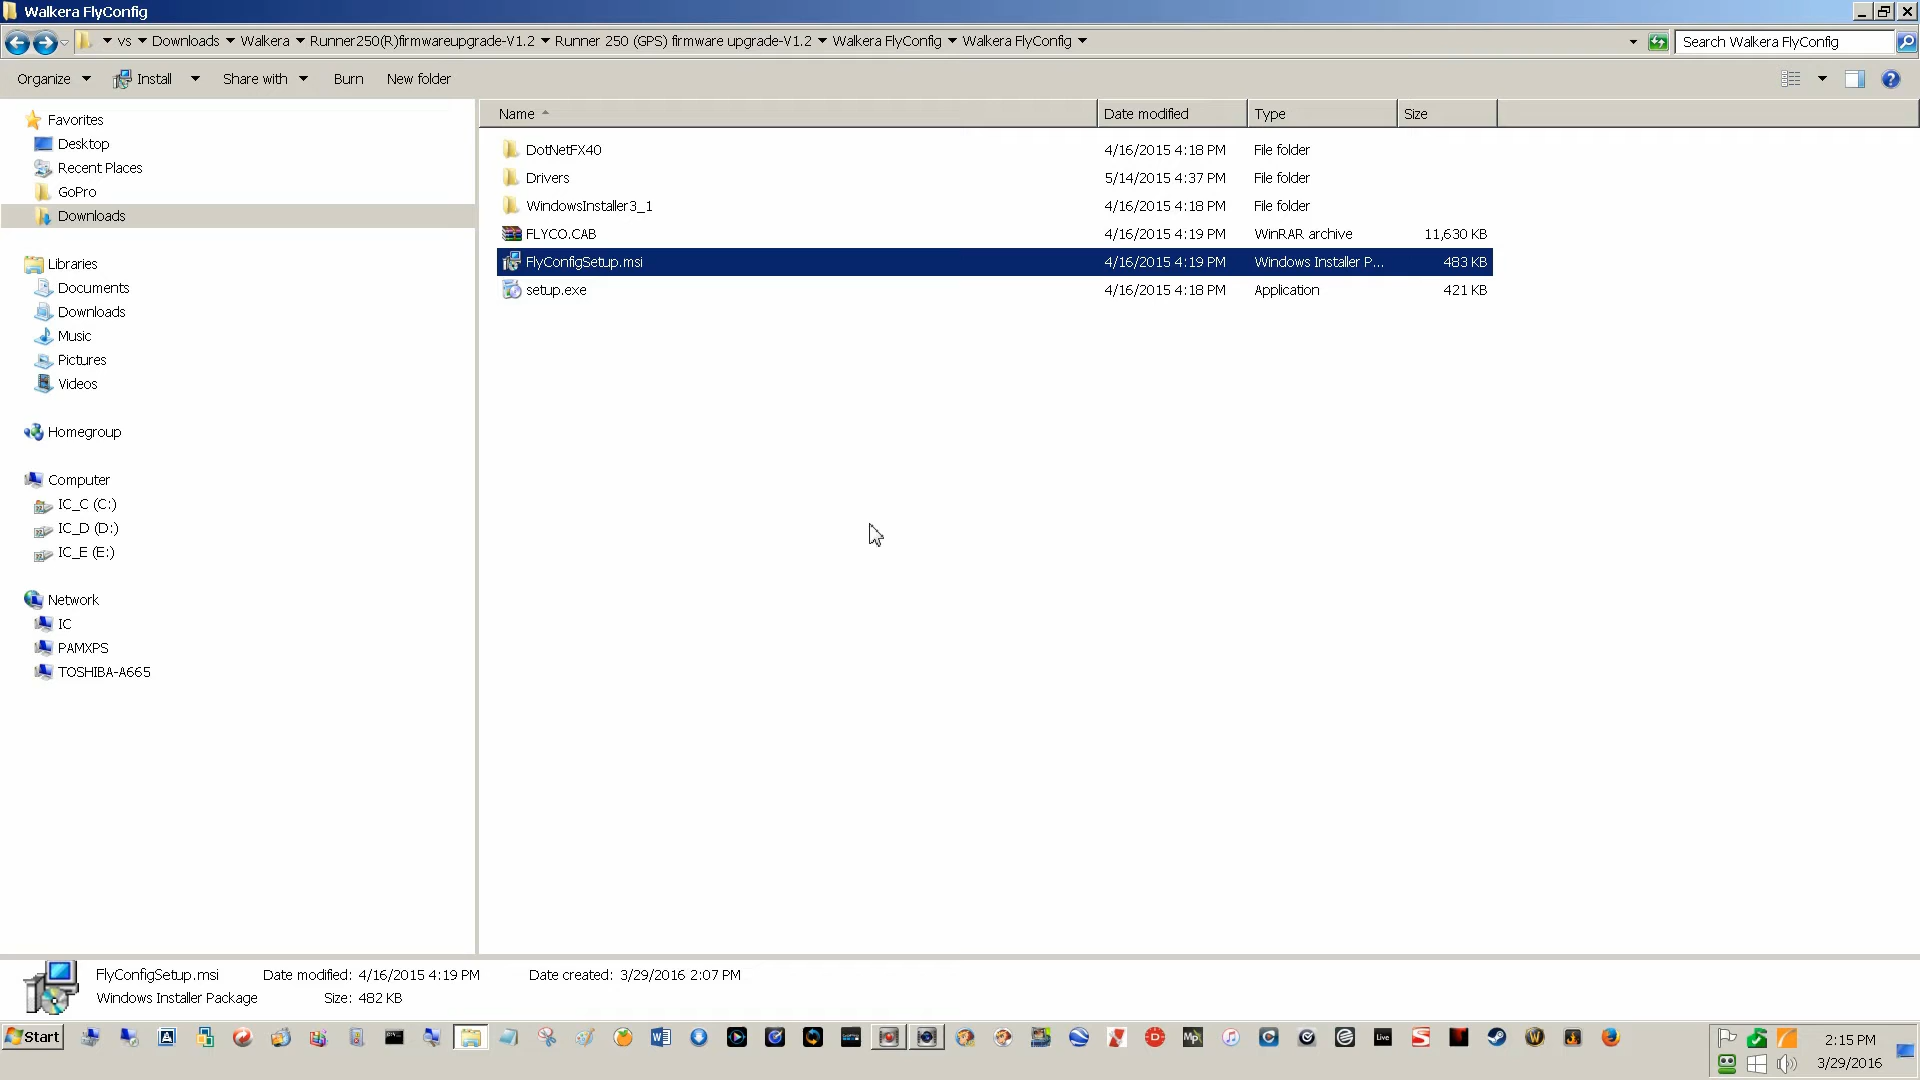 Walkera FlyConfig
vs Downloads Walkera Runner250(R)firmwareupgrade-V1.2 Runner 250 (GPS) firmware upgrade-V1.2 Walkera FlyConfig Walkera FlyConfig Search Walkera FlyConfig
Organize Install Share with Burn New folder
Name Date modified Type Size
Favorites
Desktop
Recent Places
GoPro
Downloads
Libraries
Documents
Downloads
Music
Pictures
Videos
Homegroup
Computer
IC_C (C:)
IC_D (D:)
IC_E (E:)
Network
IC
PAMXPS
TOSHIBA-A665
DotNetFX40 4/16/2015 4:18 PM File folder
Drivers 5/14/2015 4:37 PM File folder
WindowsInstaller3_1 4/16/2015 4:18 PM File folder
FLYCO.CAB 4/16/2015 4:19 PM WinRAR archive 11,630 KB
FlyConfigSetup.msi 4/16/2015 4:19 PM Windows Installer P... 483 KB
setup.exe 4/16/2015 4:18 PM Application 421 KB
FlyConfigSetup.msi Date modified: 4/16/2015 4:19 PM Date created: 3/29/2016 2:07 PM
Windows Installer Package Size: 482 KB
Start
2:15 PM
3/29/2016